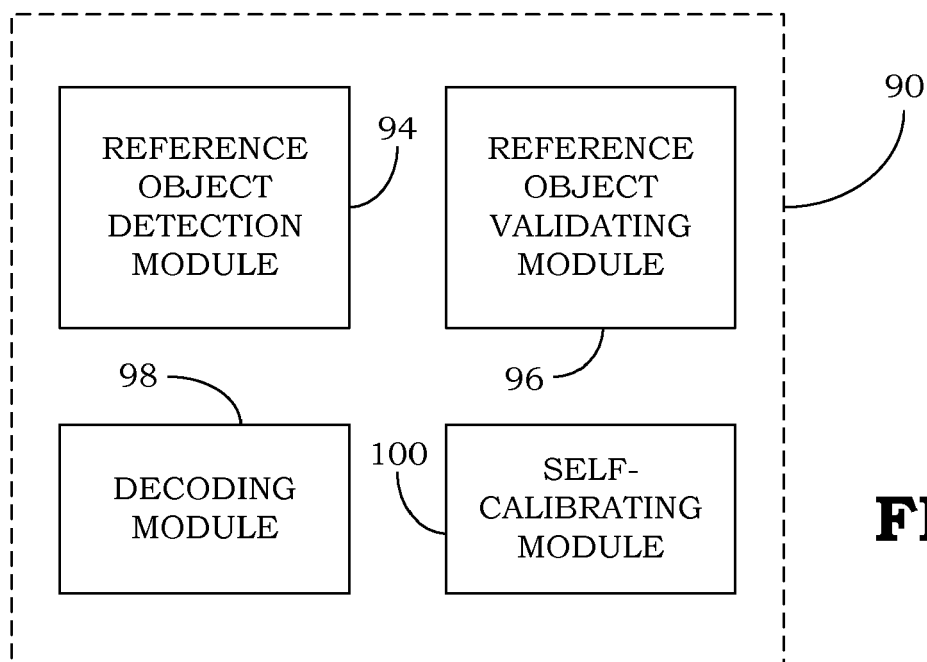 90
REFERENCE
OBJECT
DETECTION
MODULE
94
REFERENCE
OBJECT
VALIDATING
MODULE
96
98
DECODING
MODULE
100
SELF-
CALIBRATING
MODULE